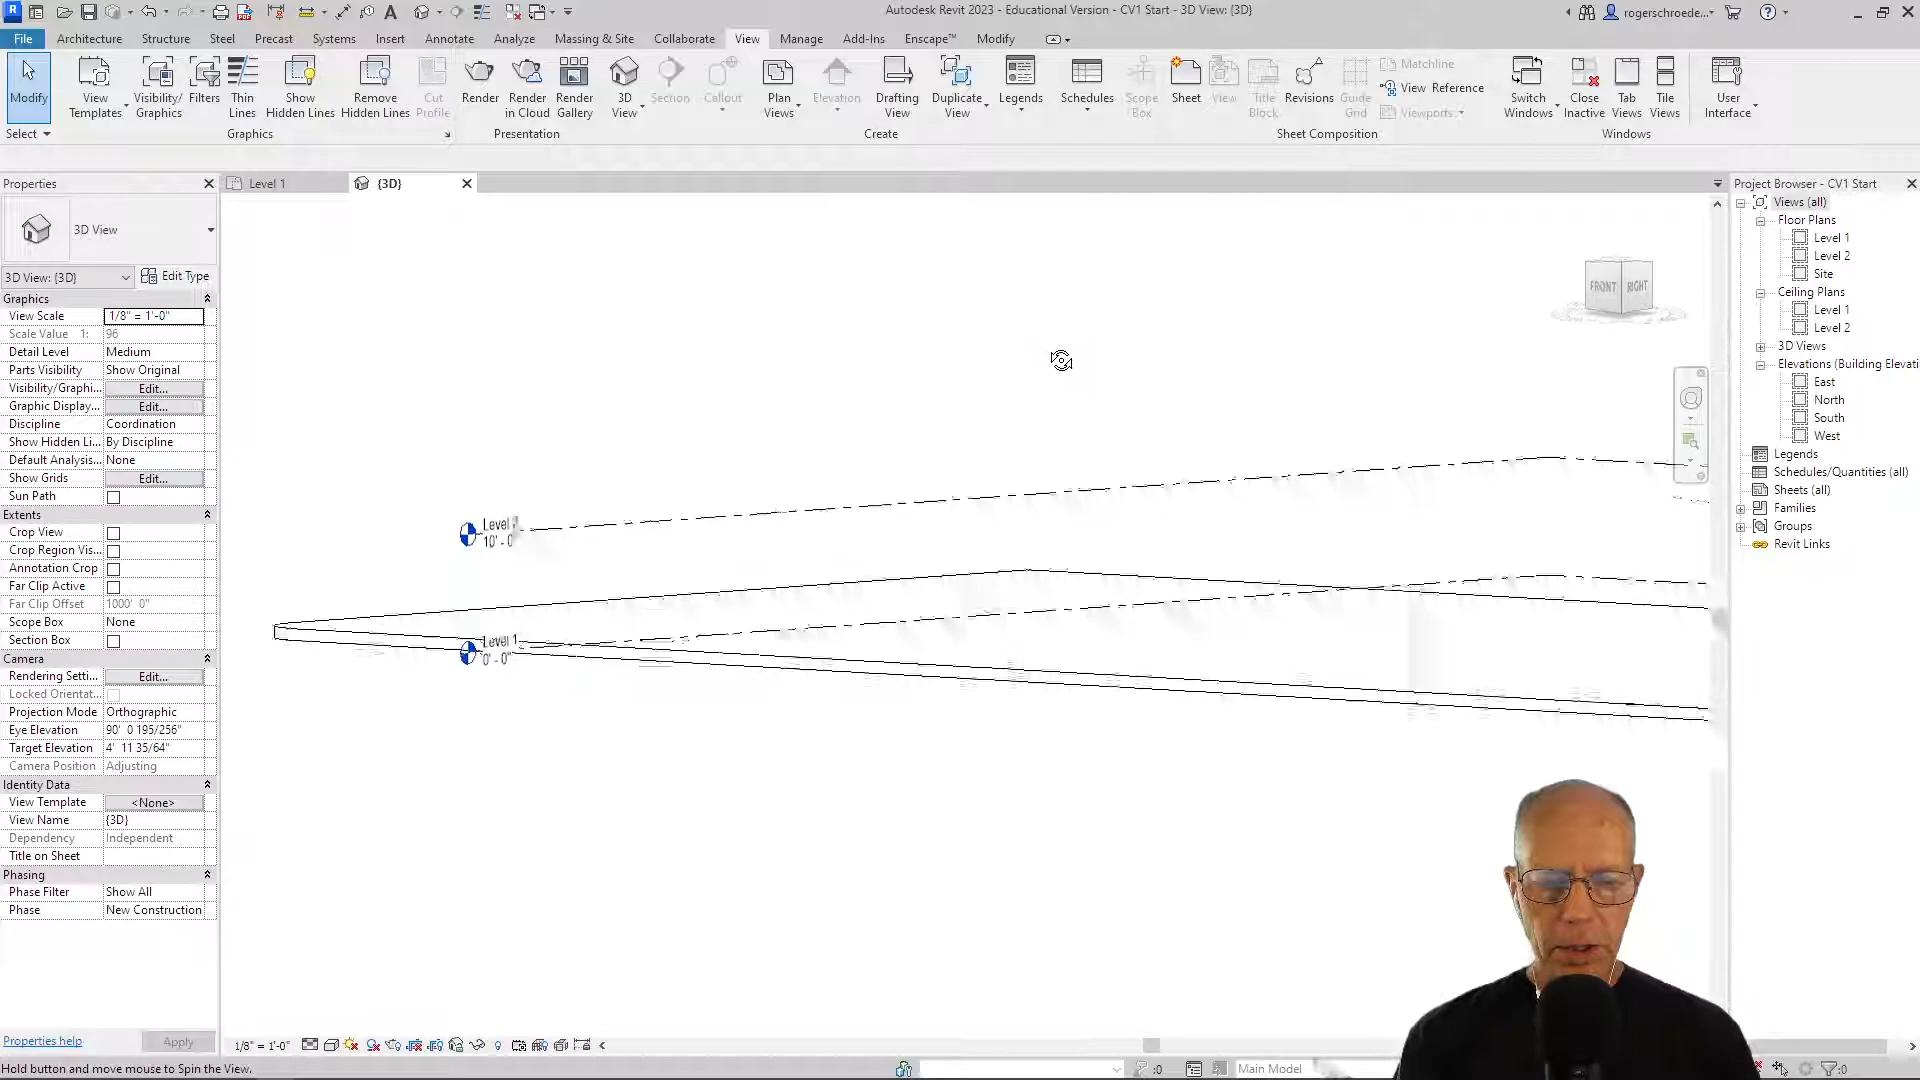 Autodesk Revit 2023 - Educational Version - CV1 Start - 3D View: {3D}
rogerschroede...
File Architecture Structure Steel Precast Systems Insert Annotate Analyze Massing & Site Collaborate View Manage Add-Ins Enscape™ Modify
Modify
View Templates
Visibility/ Graphics
Filters
Thin Lines
Show Hidden Lines
Remove Hidden Lines
Cut Profile
Render
Render in Cloud
Render Gallery
3D View
Section
Callout
Plan Views
Elevation
Drafting View
Duplicate View
Legends
Schedules
Scope Box
Sheet
View
Title Block
Revisions
Guide Grid
Matchline
View Reference
Viewports
Switch Windows
Close Inactive
Tab Views
Tile Views
User Interface
Select
Graphics
Presentation
Create
Sheet Composition
Windows
Properties
Level 1
{3D}
Project Browser - CV1 Start
3D View
3D View: {3D}
Edit Type
Graphics
View Scale 1/8" = 1'-0"
Scale Value 1: 96
Detail Level Medium
Parts Visibility Show Original
Visibility/Graphi... Edit...
Graphic Display... Edit...
Discipline Coordination
Show Hidden Li... By Discipline
Default Analysis... None
Show Grids Edit...
Sun Path
Extents
Crop View
Crop Region Vis...
Annotation Crop
Far Clip Active
Far Clip Offset 1000' 0"
Scope Box None
Section Box
Camera
Rendering Setti... Edit...
Locked Orientat...
Projection Mode Orthographic
Eye Elevation 90' 0 195/256"
Target Elevation 4' 11 35/64"
Camera Position Adjusting
Identity Data
View Template <None>
View Name {3D}
Dependency Independent
Title on Sheet
Phasing
Phase Filter Show All
Phase New Construction
Properties help
Apply
FRONT RIGHT
Level
10' - 0
Level 1
0' - 0"
Views (all)
Floor Plans
Level 1
Level 2
Site
Ceiling Plans
Level 1
Level 2
3D Views
Elevations (Building Elevati
East
North
South
West
Legends
Schedules/Quantities (all)
Sheets (all)
Families
Groups
Revit Links
1/8" = 1'-0"
Hold button and move mouse to Spin the View.
:0
Main Model
:0